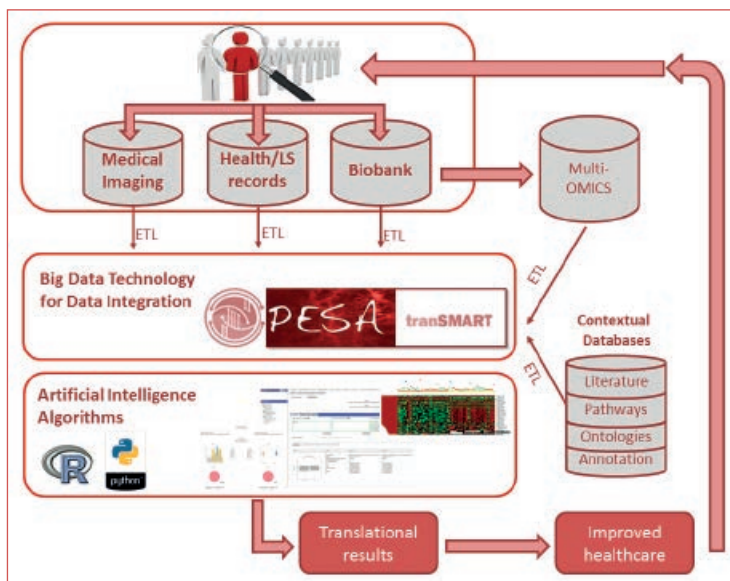 Medical
Imaging
Health/LS
records
Biobank
Multi-
OMICS
ETL
ETL
ETL
ETL
Big Data Technology
for Data Integration
PESA
tranSMART
Contextual
Databases
ETL
Literature
Pathways
Ontologies
Annotation
Artificial Intelligence
Algorithms
R
python
Translational
results
Improved
healthcare